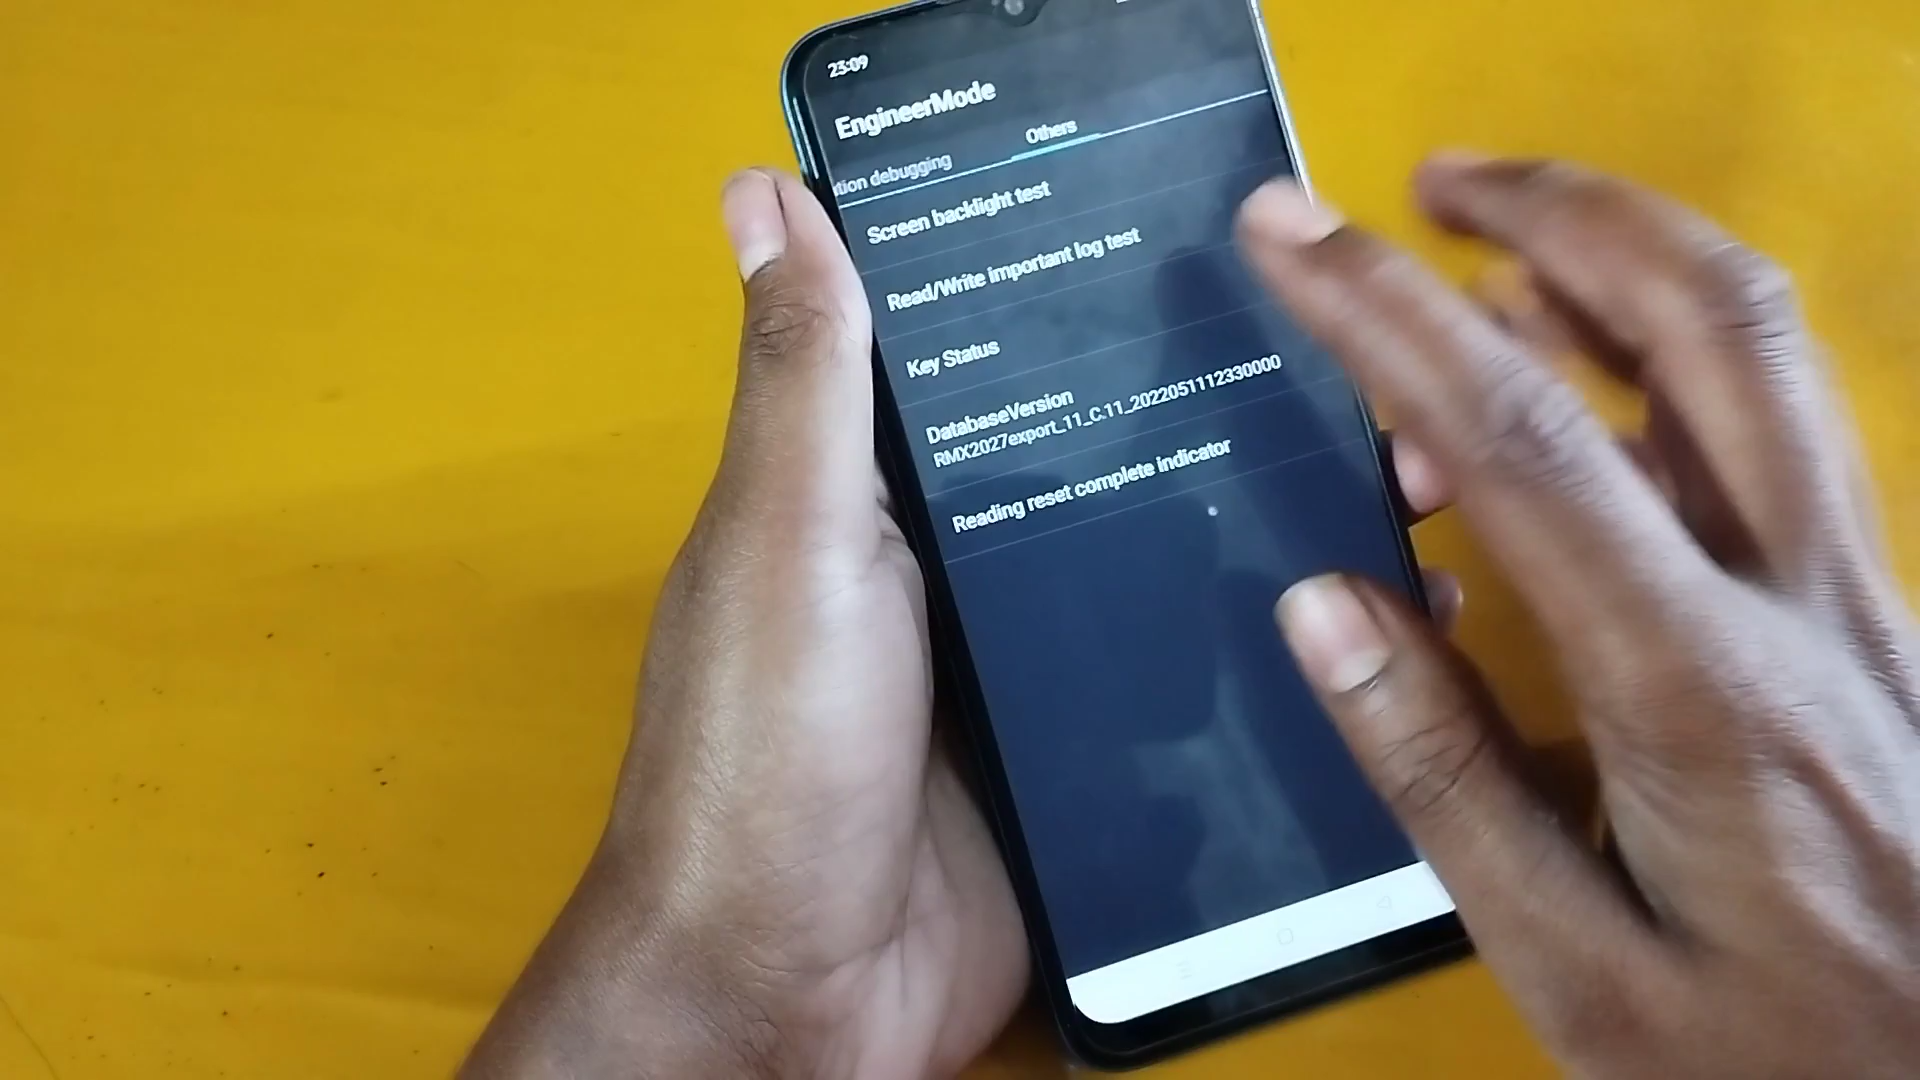 23:09
EngineerMode
tion debugging
Others
Screen backlight test
Read/Write important log test
Key Status
DatabaseVersion
RMX2027export_11_C.11_2022051112330000
Reading reset complete indicator